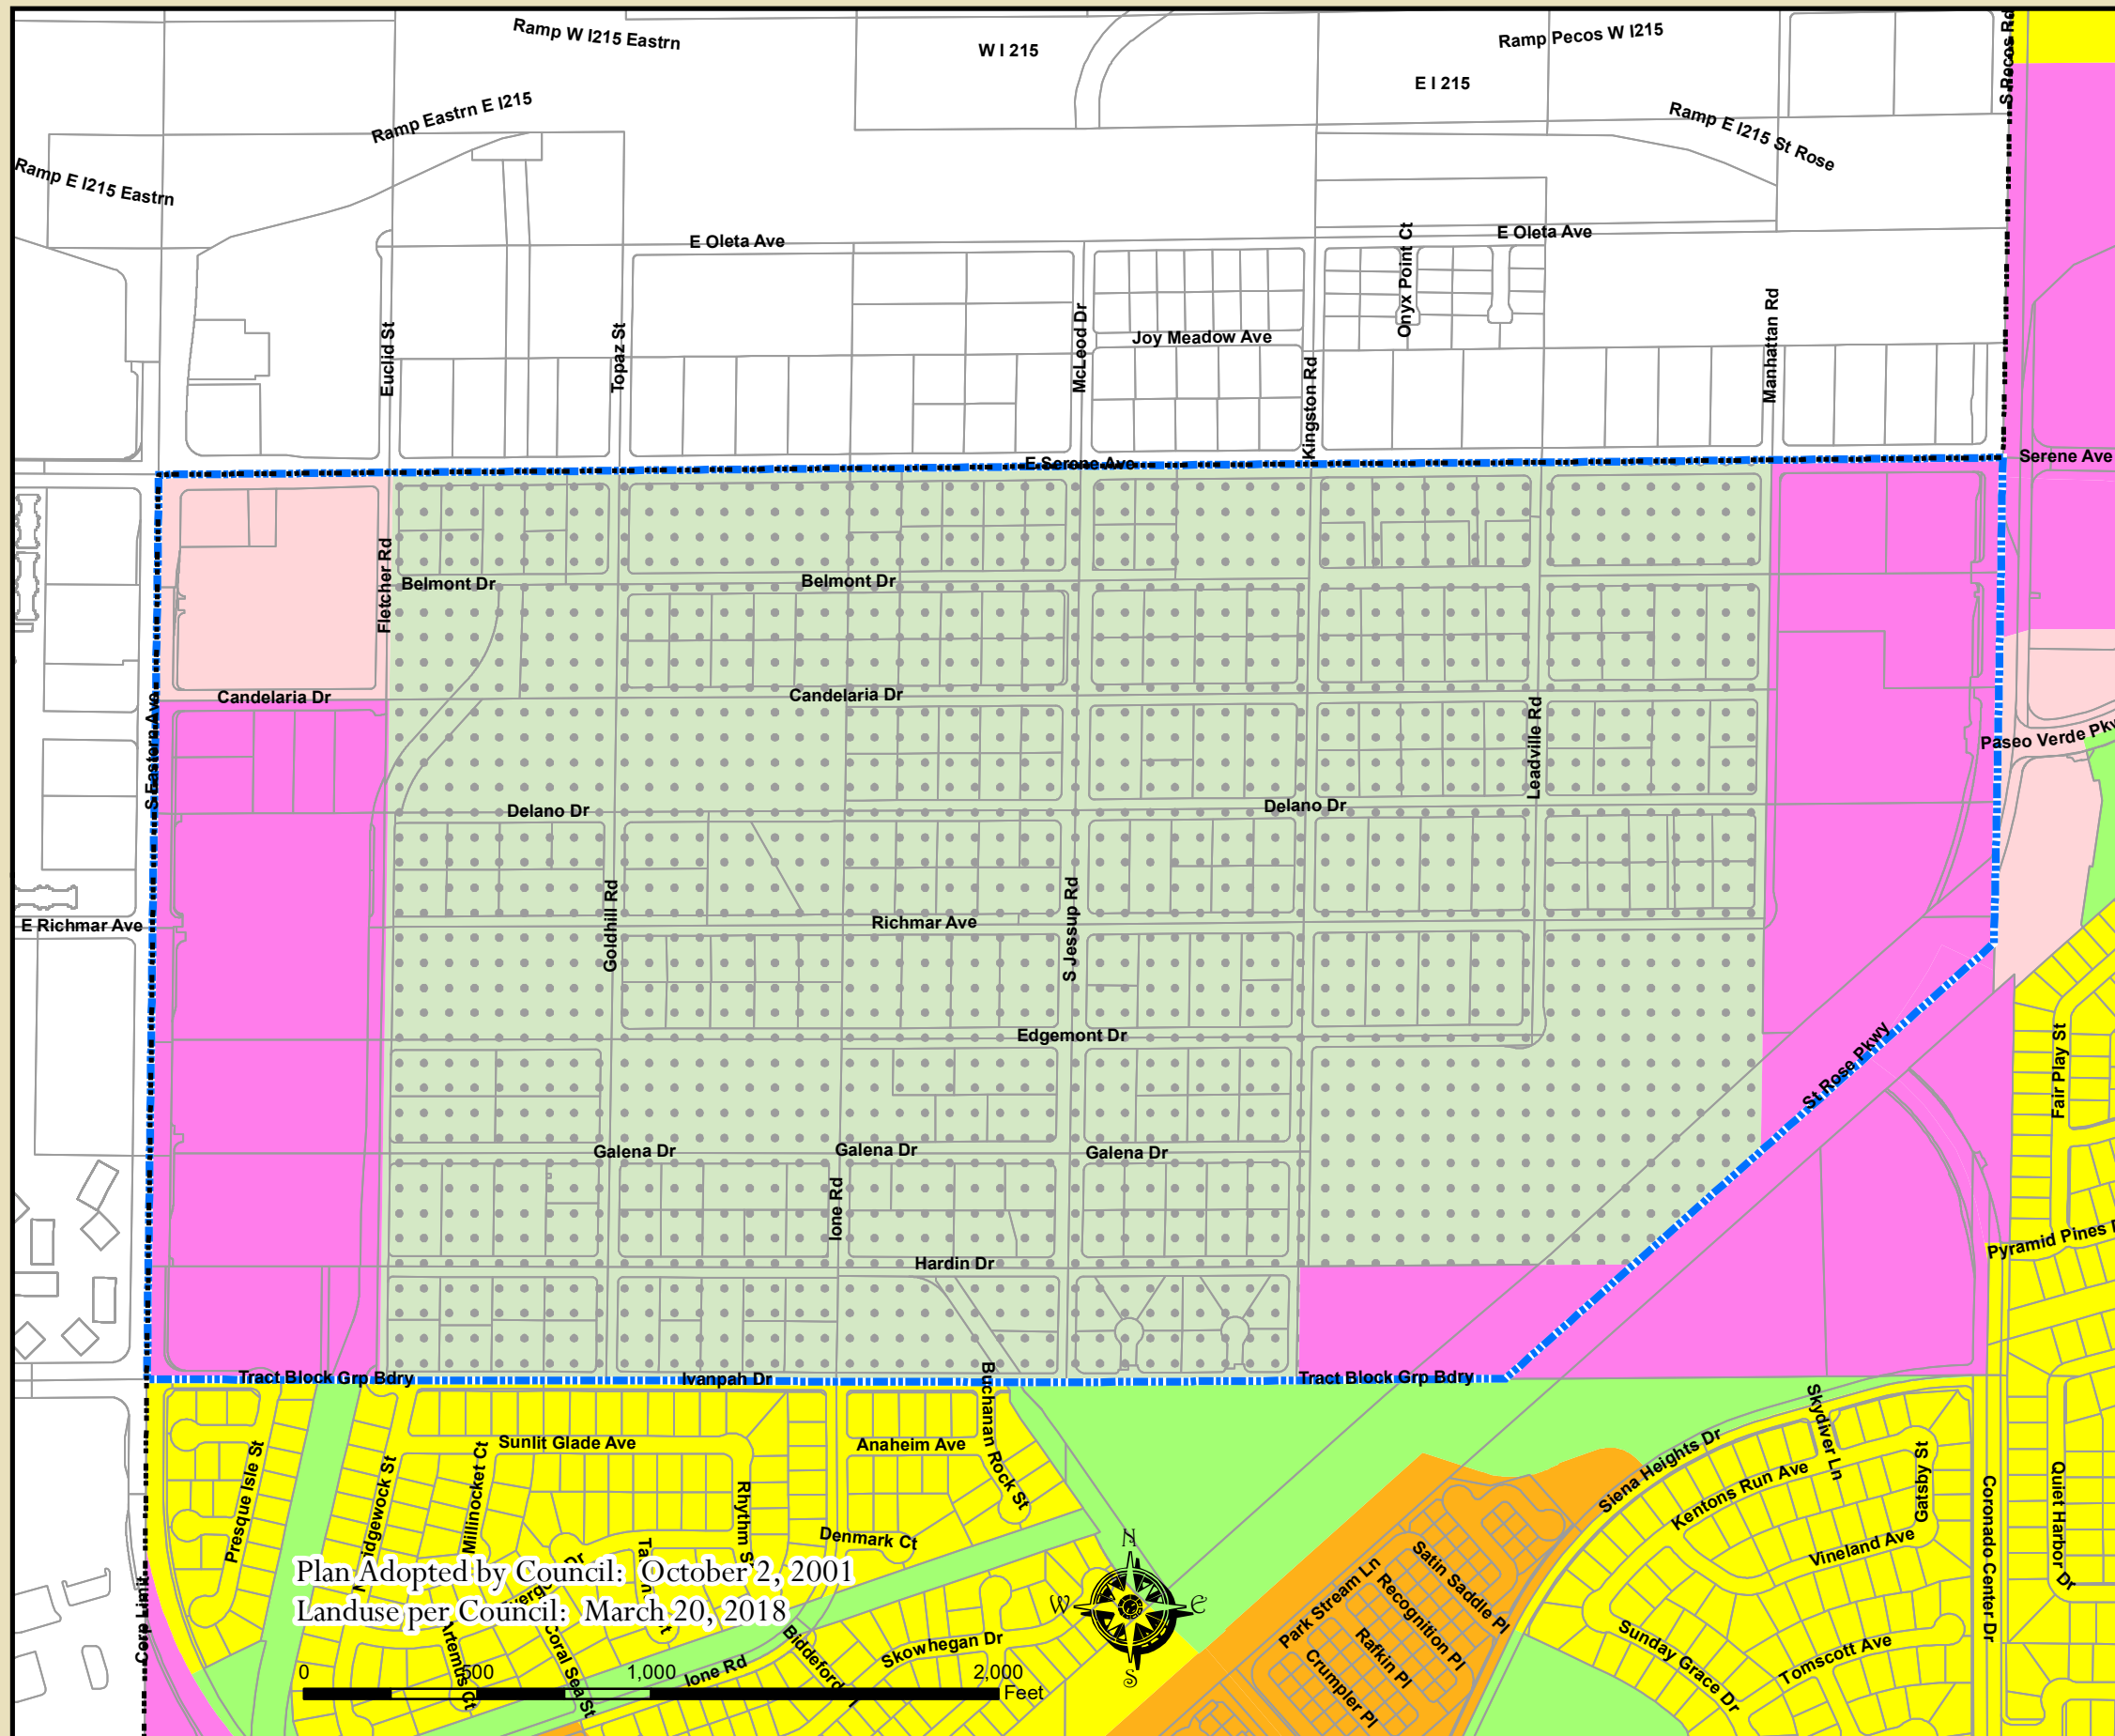 Ramp W I215 Eastrn
W I 215
Ramp Pecos W I215
S Pecos Rd
E I 215
Ramp Eastrn E I215
Ramp E I215 St Rose
Ramp E I215 Eastrn
E Oleta Ave
E Oleta Ave
Onyx Point Ct
Euclid St
Topaz St
McLeod Dr
Joy Meadow Ave
Kingston Rd
Manhattan Rd
E Serene Ave
Serene Ave
Fletcher Rd
Belmont Dr
Belmont Dr
Candelaria Dr
Candelaria Dr
S Eastern Ave
Leadville Rd
Paseo Verde
Delano Dr
Delano Dr
Goldhill Rd
S Jessup Rd
E Richmar Ave
Richmar Ave
Edgemont Dr
St Rose Pkwy
Fair Play St
Galena Dr
Galena Dr
Galena Dr
Ione Rd
Pyramid Pines
Hardin Dr
Tract Block Grp Bdry
Ivanpah Dr
Tract Block Grp Bdry
Buchanan Rock St
Skydiver Ln
Sunlit Glade Ave
Anaheim Ave
Siena Heights Dr
Gatsby St
Presque Isle St
Millinocket Ct
Rhythm
Kentons Run Ave
Coronado Center Dr
Quiet Harbor Dr
Denmark Ct
Vineland Ave
Satin Saddle Pl
Recognition Pl
Park Stream Ln
Plan Adopted by Council: October 2, 2001
Landuse per Council: March 20, 2018
N
W
E
S
Corp Limit
Artemus Ct
Coral Sea St
Ione Rd
Biddeford
Skowhegan Dr
Rafkin Pl
Crumpler Pl
Sunday Grace Dr
Tomscott Ave
0 500 1,000 2,000
Feet